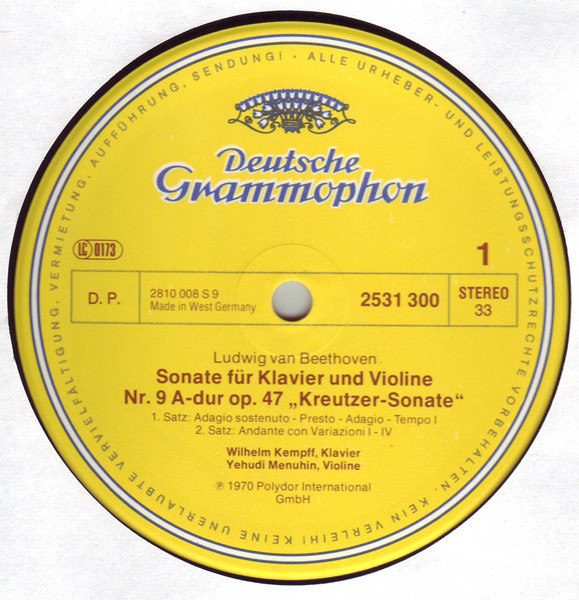 ALLE URHEBER- UND LEISTUNGSSCHUTZRECHTE VORBEHALTEN. KEIN VERLEIH! KEINE UNERLAUBTE VERVIELFÄLTIGUNG, VERMIETUNG, AUFFÜHRUNG, SENDUNG! ·
Deutsche
Grammophon
LC 0173
1
D. P.
2810 008 S 9
Made in West Germany
2531 300
STEREO
33
Ludwig van Beethoven
Sonate für Klavier und Violine
Nr. 9 A-dur op. 47 „Kreutzer-Sonate“
1. Satz: Adagio sostenuto - Presto - Adagio - Tempo I
2. Satz: Andante con Variazioni I - IV
Wilhelm Kempff, Klavier
Yehudi Menuhin, Violine
℗ 1970 Polydor International
GmbH